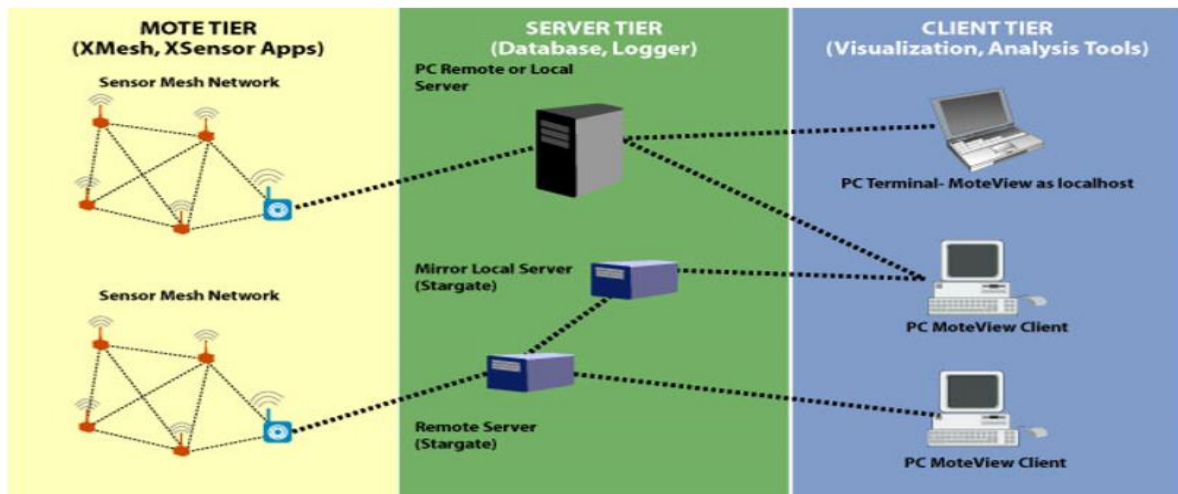 MOTE TIER
(XMesh, XSensor Apps)
Sensor Mesh Network
Sensor Mesh Network
SERVER TIER
(Database, Logger)
PC Remote or Local
Server
Mirror Local Server
(Stargate)
Remote Server
(Stargate)
CLIENT TIER
(Visualization, Analysis Tools)
PC Terminal- MoteView as localhost
PC MoteView Client
PC MoteView Client